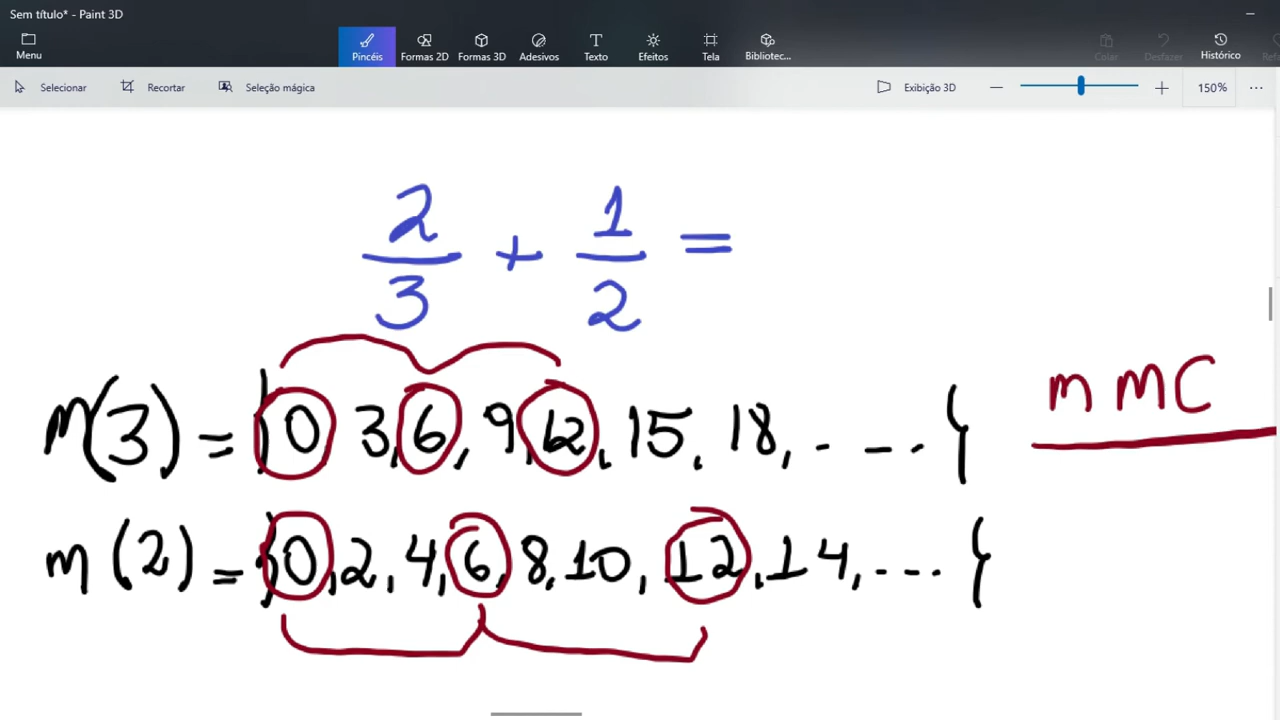 Sem título* - Paint 3D
Menu
Pincéis Formas 2D Formas 3D Adesivos Texto Efeitos Tela Bibliotec... Colar Desfazer Histórico
Selecionar Recortar Seleção mágica Exibição 3D 150%
2/3 + 1/2 =
mMC
m(3) = {0 3, 6, 9, 12, 15, 18, . _ .. }
m(2) = {0, 2, 4, 6, 8, 10, 12, 14, ... }